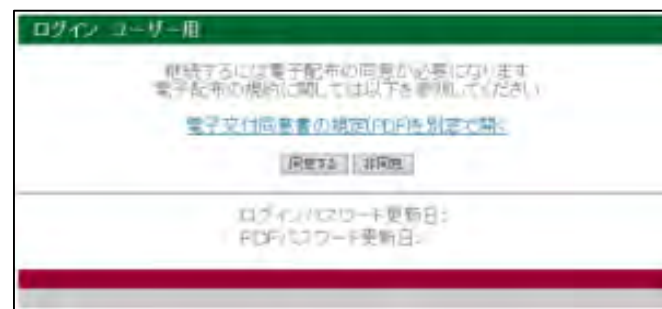 ログイン ユーザー用
継続するには電子配布の同意が必要になります
電子配布の規約に関しては以下を参照してください
電子交付同意書の規定(PDF)を別窓で開く
同意する 非同意
ログインパスワード更新日:
PDFパスワード更新日: